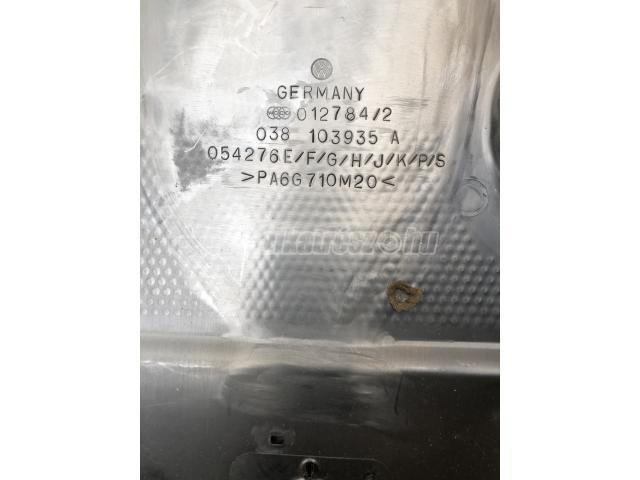 GERMANY
012784/2
038 103935 A
054276E/F/G/H/J/K/P/S
>PA6G710M20<